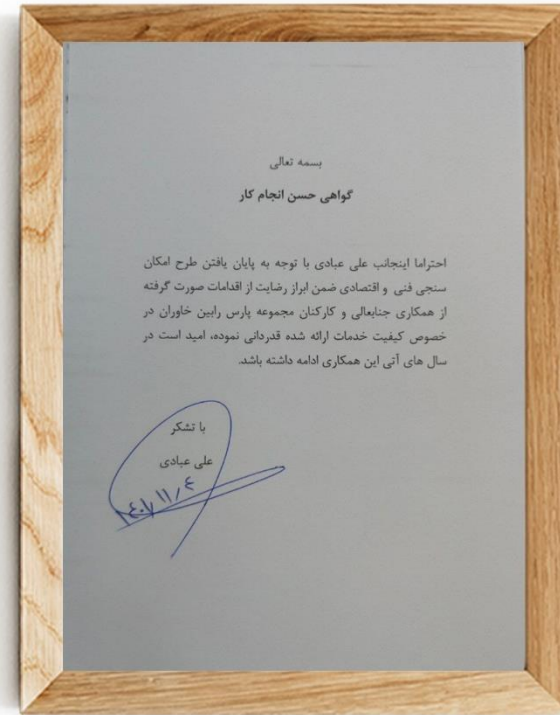 بسمه تعالی
گواهی حسن انجام کار
احتراما اینجانب علی عبادی با توجه به پایان یافتن طرح امکان
سنجی فنی و اقتصادی ضمن ابراز رضایت از اقدامات صورت گرفته
از همکاری جنابعالی و کارکنان مجموعه پارس رابین خاوران در
خصوص کیفیت خدمات ارائه شده قدردانی نموده، امید است در
سال های آتی این همکاری ادامه داشته باشد.
با تشکر
علی عبادی